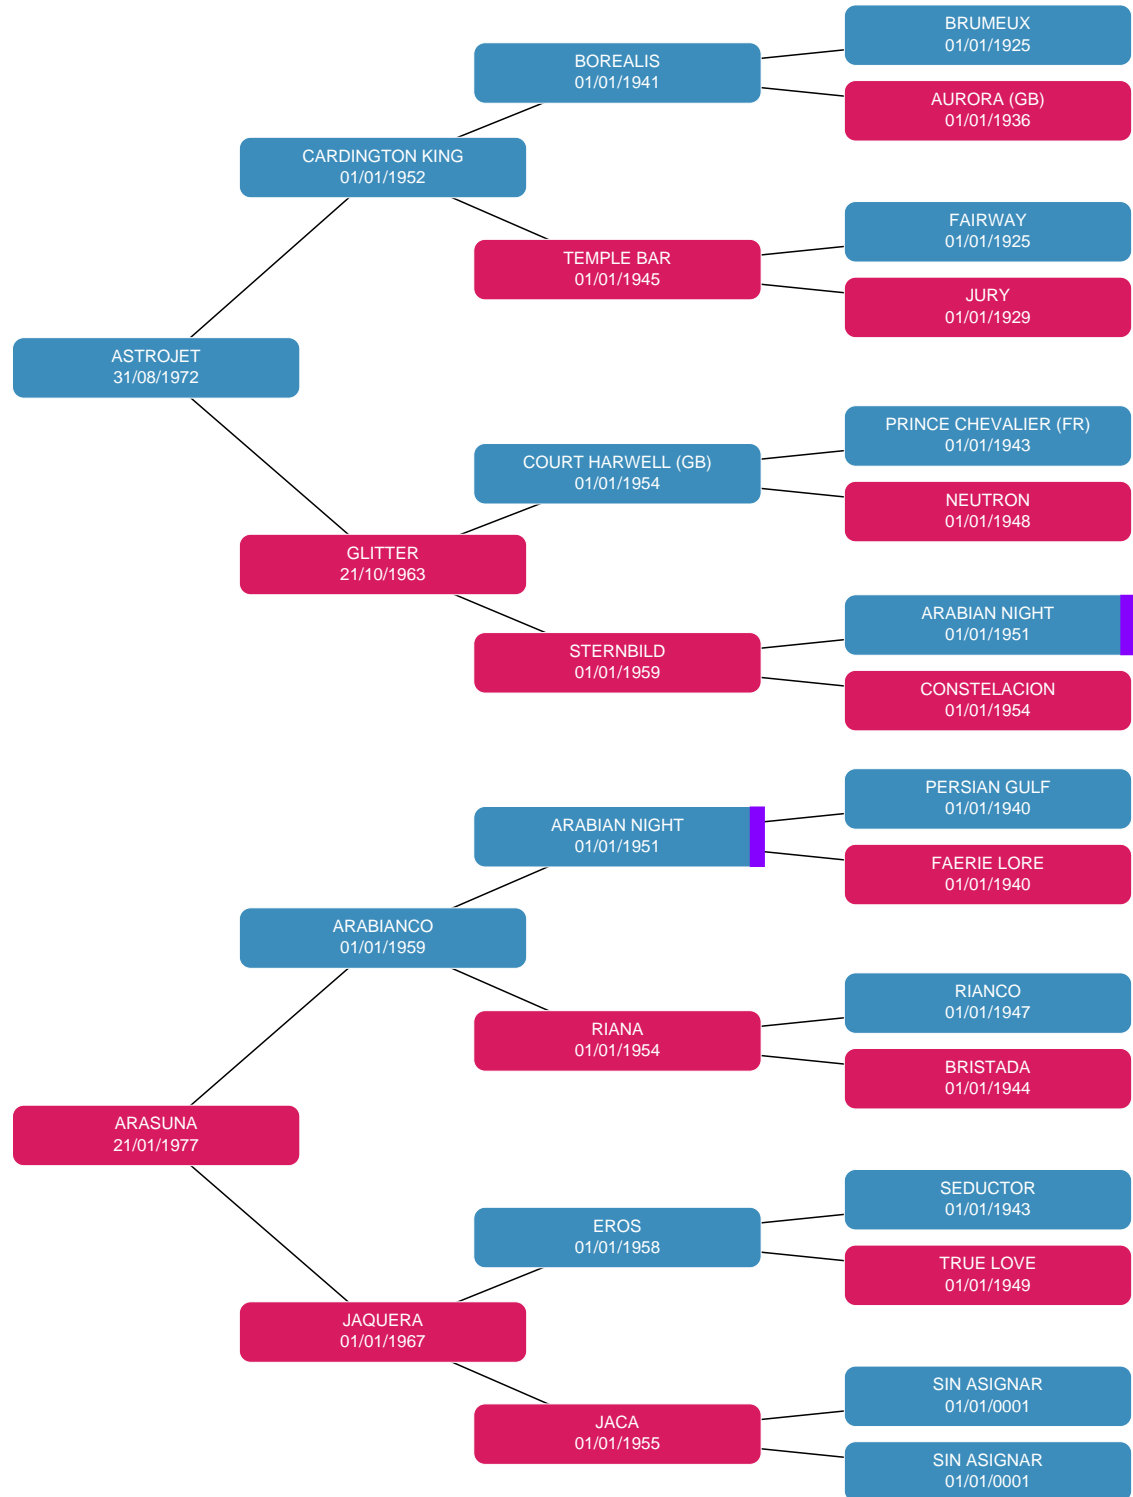 BRUMEUX
01/01/1925
BOREALIS
01/01/1941
AURORA (GB)
01/01/1936
CARDINGTON KING
01/01/1952
FAIRWAY
01/01/1925
TEMPLE BAR
01/01/1945
JURY
01/01/1929
ASTROJET
31/08/1972
PRINCE CHEVALIER (FR)
01/01/1943
COURT HARWELL (GB)
01/01/1954
NEUTRON
01/01/1948
GLITTER
21/10/1963
ARABIAN NIGHT
01/01/1951
STERNBILD
01/01/1959
CONSTELACION
01/01/1954
PERSIAN GULF
01/01/1940
ARABIAN NIGHT
01/01/1951
FAERIE LORE
01/01/1940
ARABIANCO
01/01/1959
RIANCO
01/01/1947
RIANA
01/01/1954
BRISTADA
01/01/1944
ARASUNA
21/01/1977
SEDUCTOR
01/01/1943
EROS
01/01/1958
TRUE LOVE
01/01/1949
JAQUERA
01/01/1967
SIN ASIGNAR
01/01/0001
JACA
01/01/1955
SIN ASIGNAR
01/01/0001